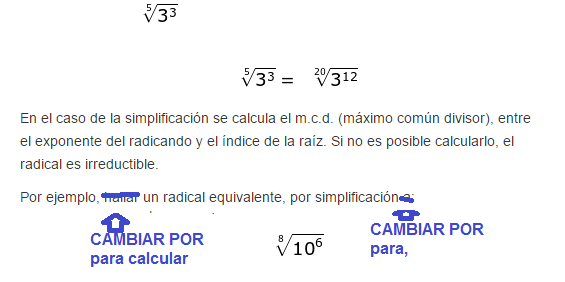 ⁵√3³
⁵√3³ = ²⁰√3¹²
En el caso de la simplificación se calcula el m.c.d. (máximo común divisor), entre
el exponente del radicando y el índice de la raíz. Si no es posible calcularlo, el
radical es irreductible.
Por ejemplo, hallar un radical equivalente, por simplificación a:
CAMBIAR POR
para calcular
⁸√10⁶
CAMBIAR POR
para,